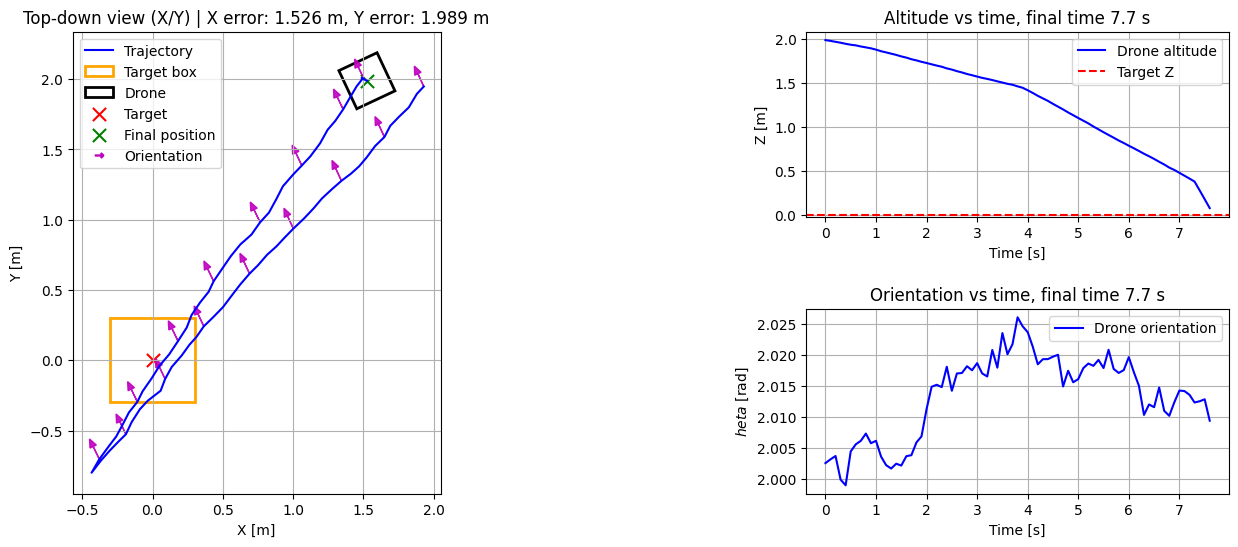 Top-down view (X/Y) | X error: 1.526 m, Y error: 1.989 m
Trajectory
Target box
Drone
Target
Final position
Orientation
Y [m]
2.0
1.5
1.0
0.5
0.0
−0.5
−0.5 0.0 0.5 1.0 1.5 2.0
X [m]
Altitude vs time, final time 7.7 s
Drone altitude
Target Z
Z [m]
2.0
1.5
1.0
0.5
0.0
0 1 2 3 4 5 6 7
Time [s]
Orientation vs time, final time 7.7 s
Drone orientation
heta [rad]
2.025
2.020
2.015
2.010
2.005
2.000
0 1 2 3 4 5 6 7
Time [s]